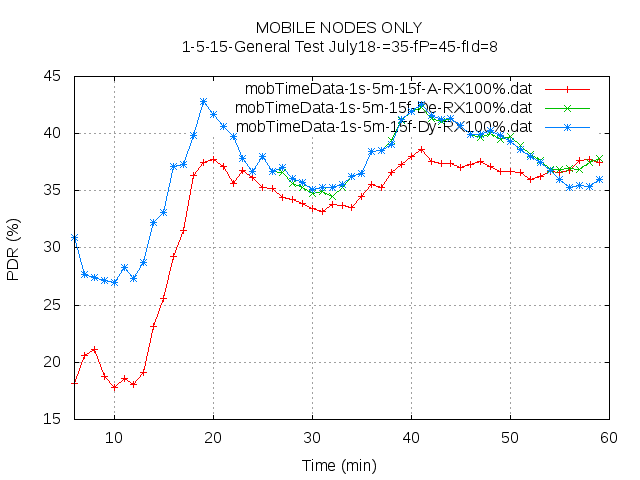 MOBILE NODES ONLY
1-5-15-General Test July18-=35-fP=45-fId=8
mobTimeData-1s-5m-15f-A-RX100%.dat
mobTimeData-1s-5m-15f-De-RX100%.dat
mobTimeData-1s-5m-15f-Dy-RX100%.dat
45
40
35
30
25
20
15
PDR (%)
10 20 30 40 50 60
Time (min)